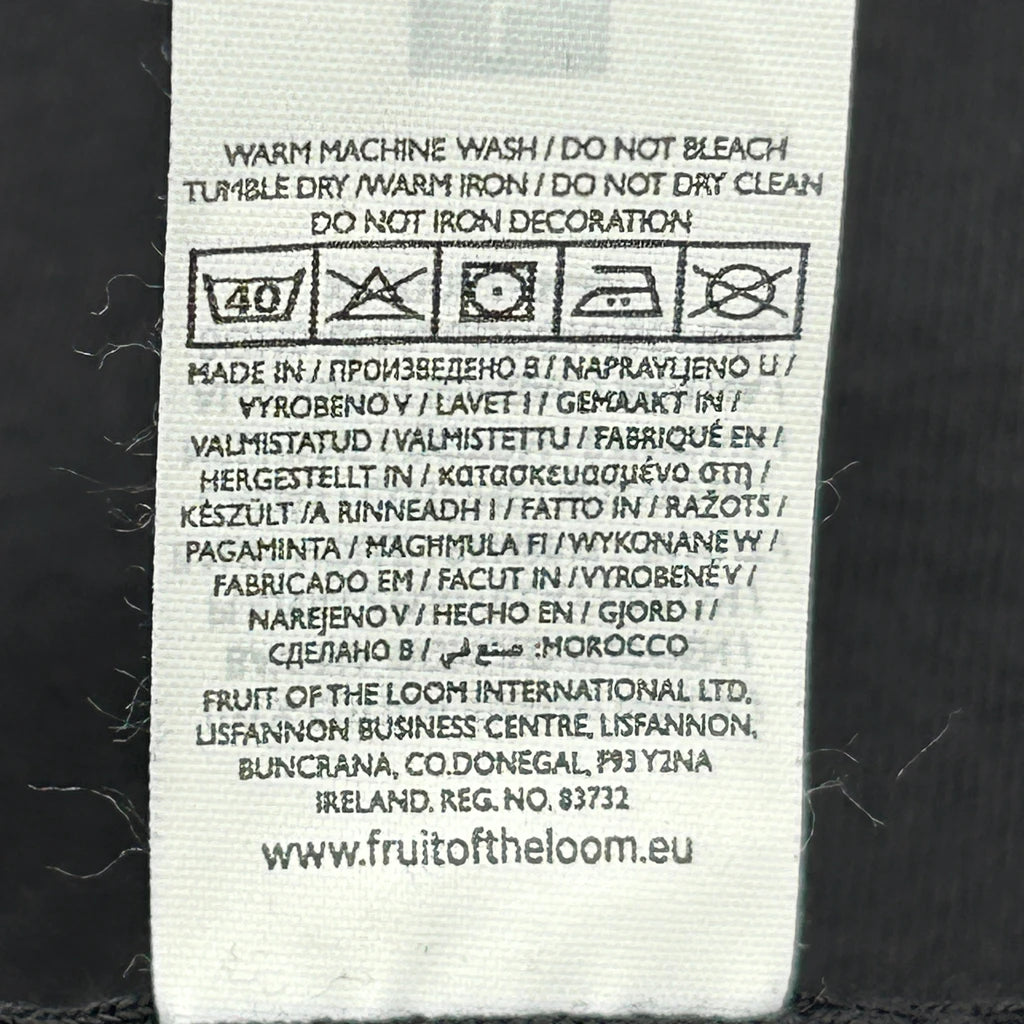 WARM MACHINE WASH / DO NOT BLEACH
TUMBLE DRY /WARM IRON / DO NOT DRY CLEAN
DO NOT IRON DECORATION
40
MADE IN / ПРОИЗВЕДЕНО В / NAPRAVLJENO U /
VYROBENO V / LAVET I / GEMAAKT IN /
VALMISTATUD / VALMISTETTU / FABRIQUÉ EN /
HERGESTELLT IN / κατασκευασμένο στη /
KÉSZÜLT /A RINNEADH I / FATTO IN / RAŽOTS /
PAGAMINTA / MAGHMULA FI / WYKONANE W /
FABRICADO EM / FACUT IN / VYROBENÉ V /
NAREJENO V / HECHO EN / GJORD I /
СДЕЛАНО В / صنع في :MOROCCO
FRUIT OF THE LOOM INTERNATIONAL LTD.
LISFANNON BUSINESS CENTRE, LISFANNON,
BUNCRANA, CO.DONEGAL, F93 Y2NA
IRELAND. REG. NO. 83732
www.fruitoftheloom.eu